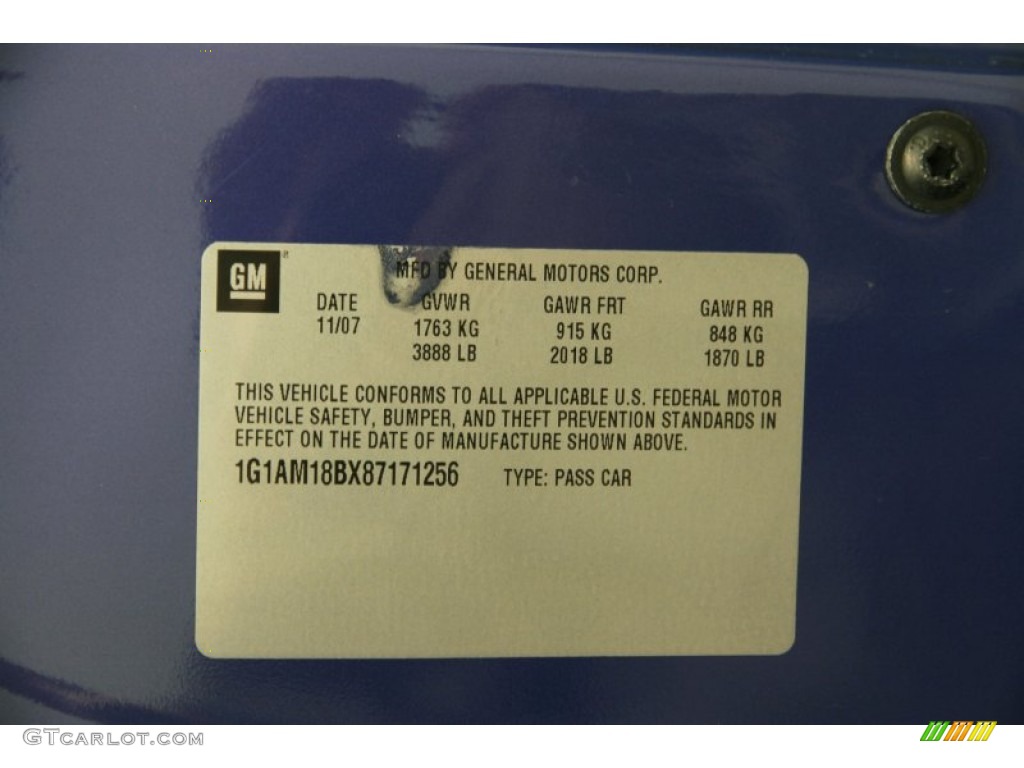 GM
MFD BY GENERAL MOTORS CORP.
DATE GVWR GAWR FRT GAWR RR
11/07 1763 KG 915 KG 848 KG
3888 LB 2018 LB 1870 LB
THIS VEHICLE CONFORMS TO ALL APPLICABLE U.S. FEDERAL MOTOR
VEHICLE SAFETY, BUMPER, AND THEFT PREVENTION STANDARDS IN
EFFECT ON THE DATE OF MANUFACTURE SHOWN ABOVE.
1G1AM18BX87171256 TYPE: PASS CAR
GTCARLOT.COM